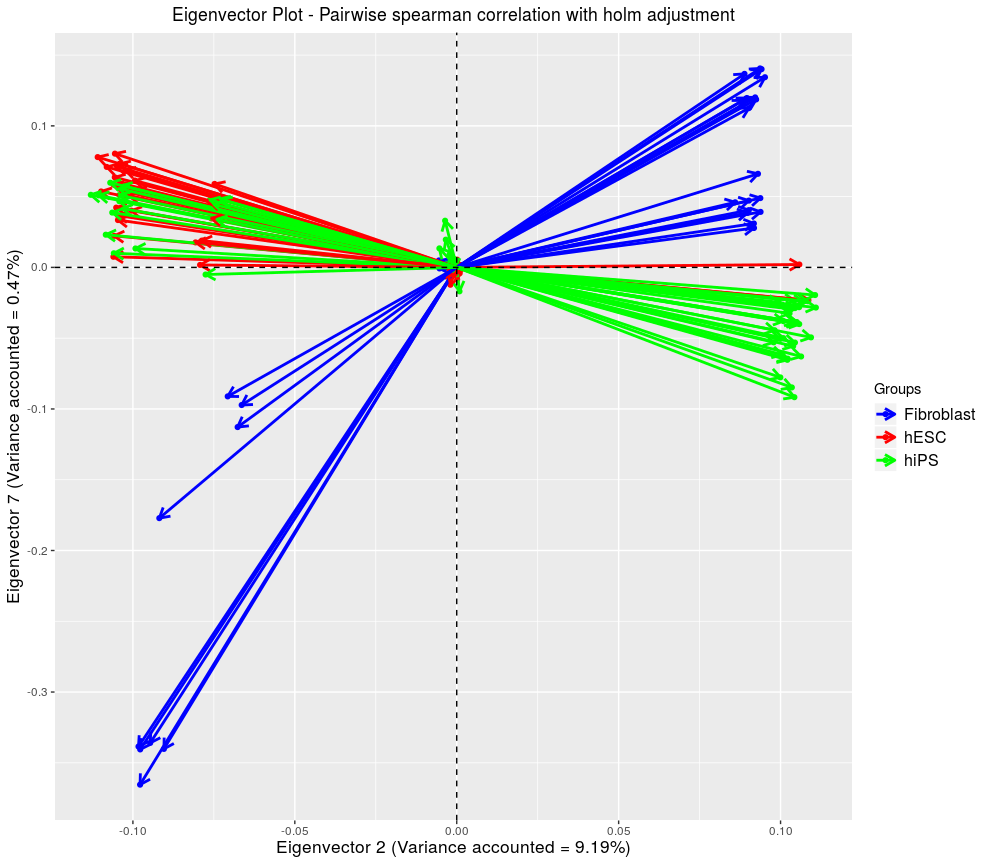 Eigenvector Plot - Pairwise spearman correlation with holm adjustment
0.1
0.0
-0.1
-0.2
-0.3
Eigenvector 7 (Variance accounted = 0.47%)
-0.10
-0.05
0.00
0.05
0.10
Eigenvector 2 (Variance accounted = 9.19%)
Groups
Fibroblast
hESC
hiPS